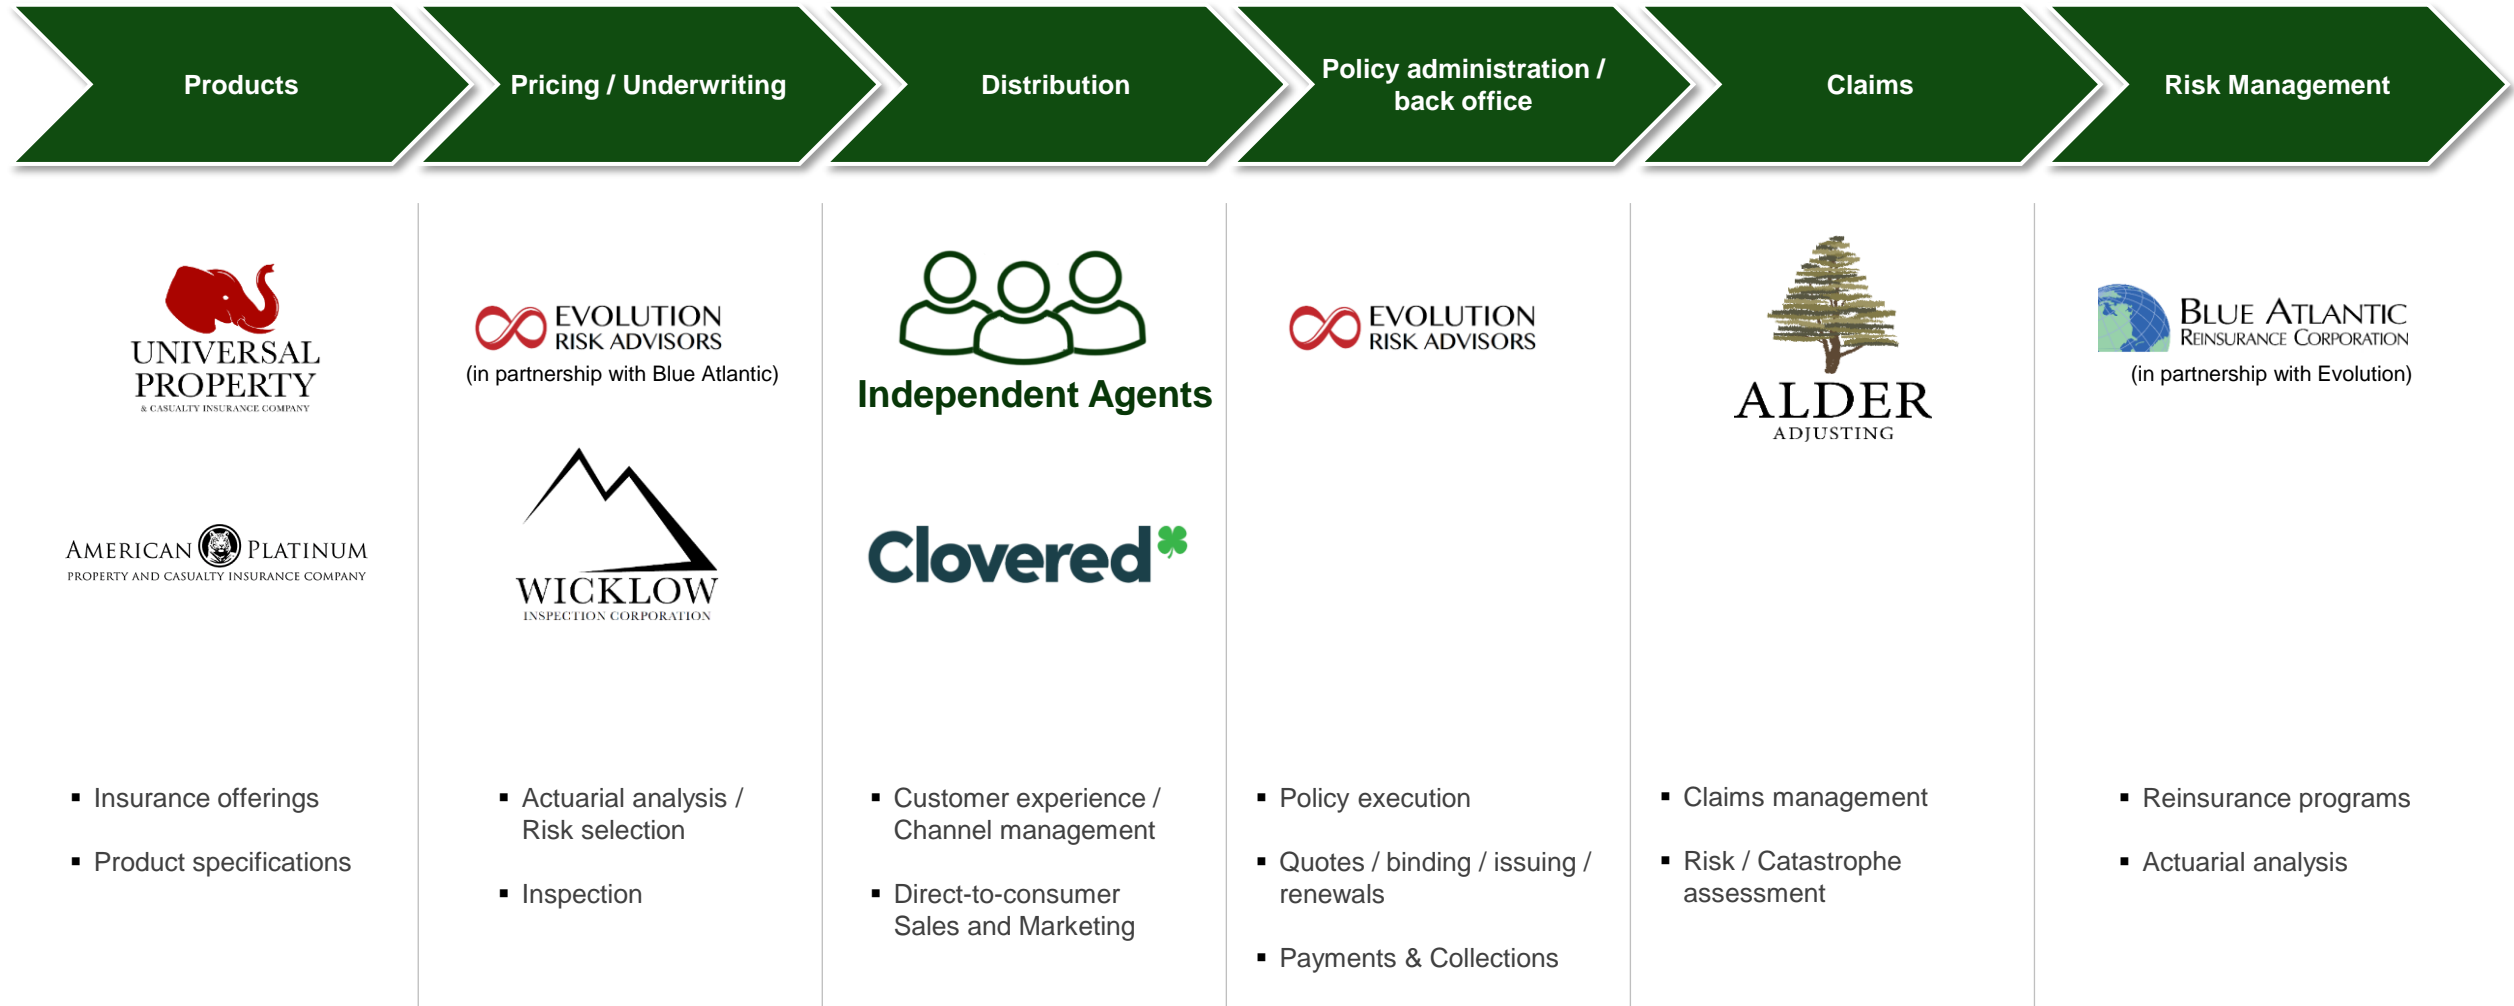 Products
Pricing / Underwriting
Distribution
Policy administration /
back office
Claims
Risk Management
UNIVERSAL
PROPERTY
& CASUALTY INSURANCE COMPANY
AMERICAN PLATINUM
PROPERTY AND CASUALTY INSURANCE COMPANY
▪ Insurance offerings
▪ Product specifications
EVOLUTION
RISK ADVISORS
(in partnership with Blue Atlantic)
WICKLOW
INSPECTION CORPORATION
▪ Actuarial analysis /
Risk selection
▪ Inspection
Independent Agents
Clovered
▪ Customer experience /
Channel management
▪ Direct-to-consumer
Sales and Marketing
EVOLUTION
RISK ADVISORS
▪ Policy execution
▪ Quotes / binding / issuing /
renewals
▪ Payments & Collections
ALDER
ADJUSTING
▪ Claims management
▪ Risk / Catastrophe
assessment
BLUE ATLANTIC
REINSURANCE CORPORATION
(in partnership with Evolution)
▪ Reinsurance programs
▪ Actuarial analysis